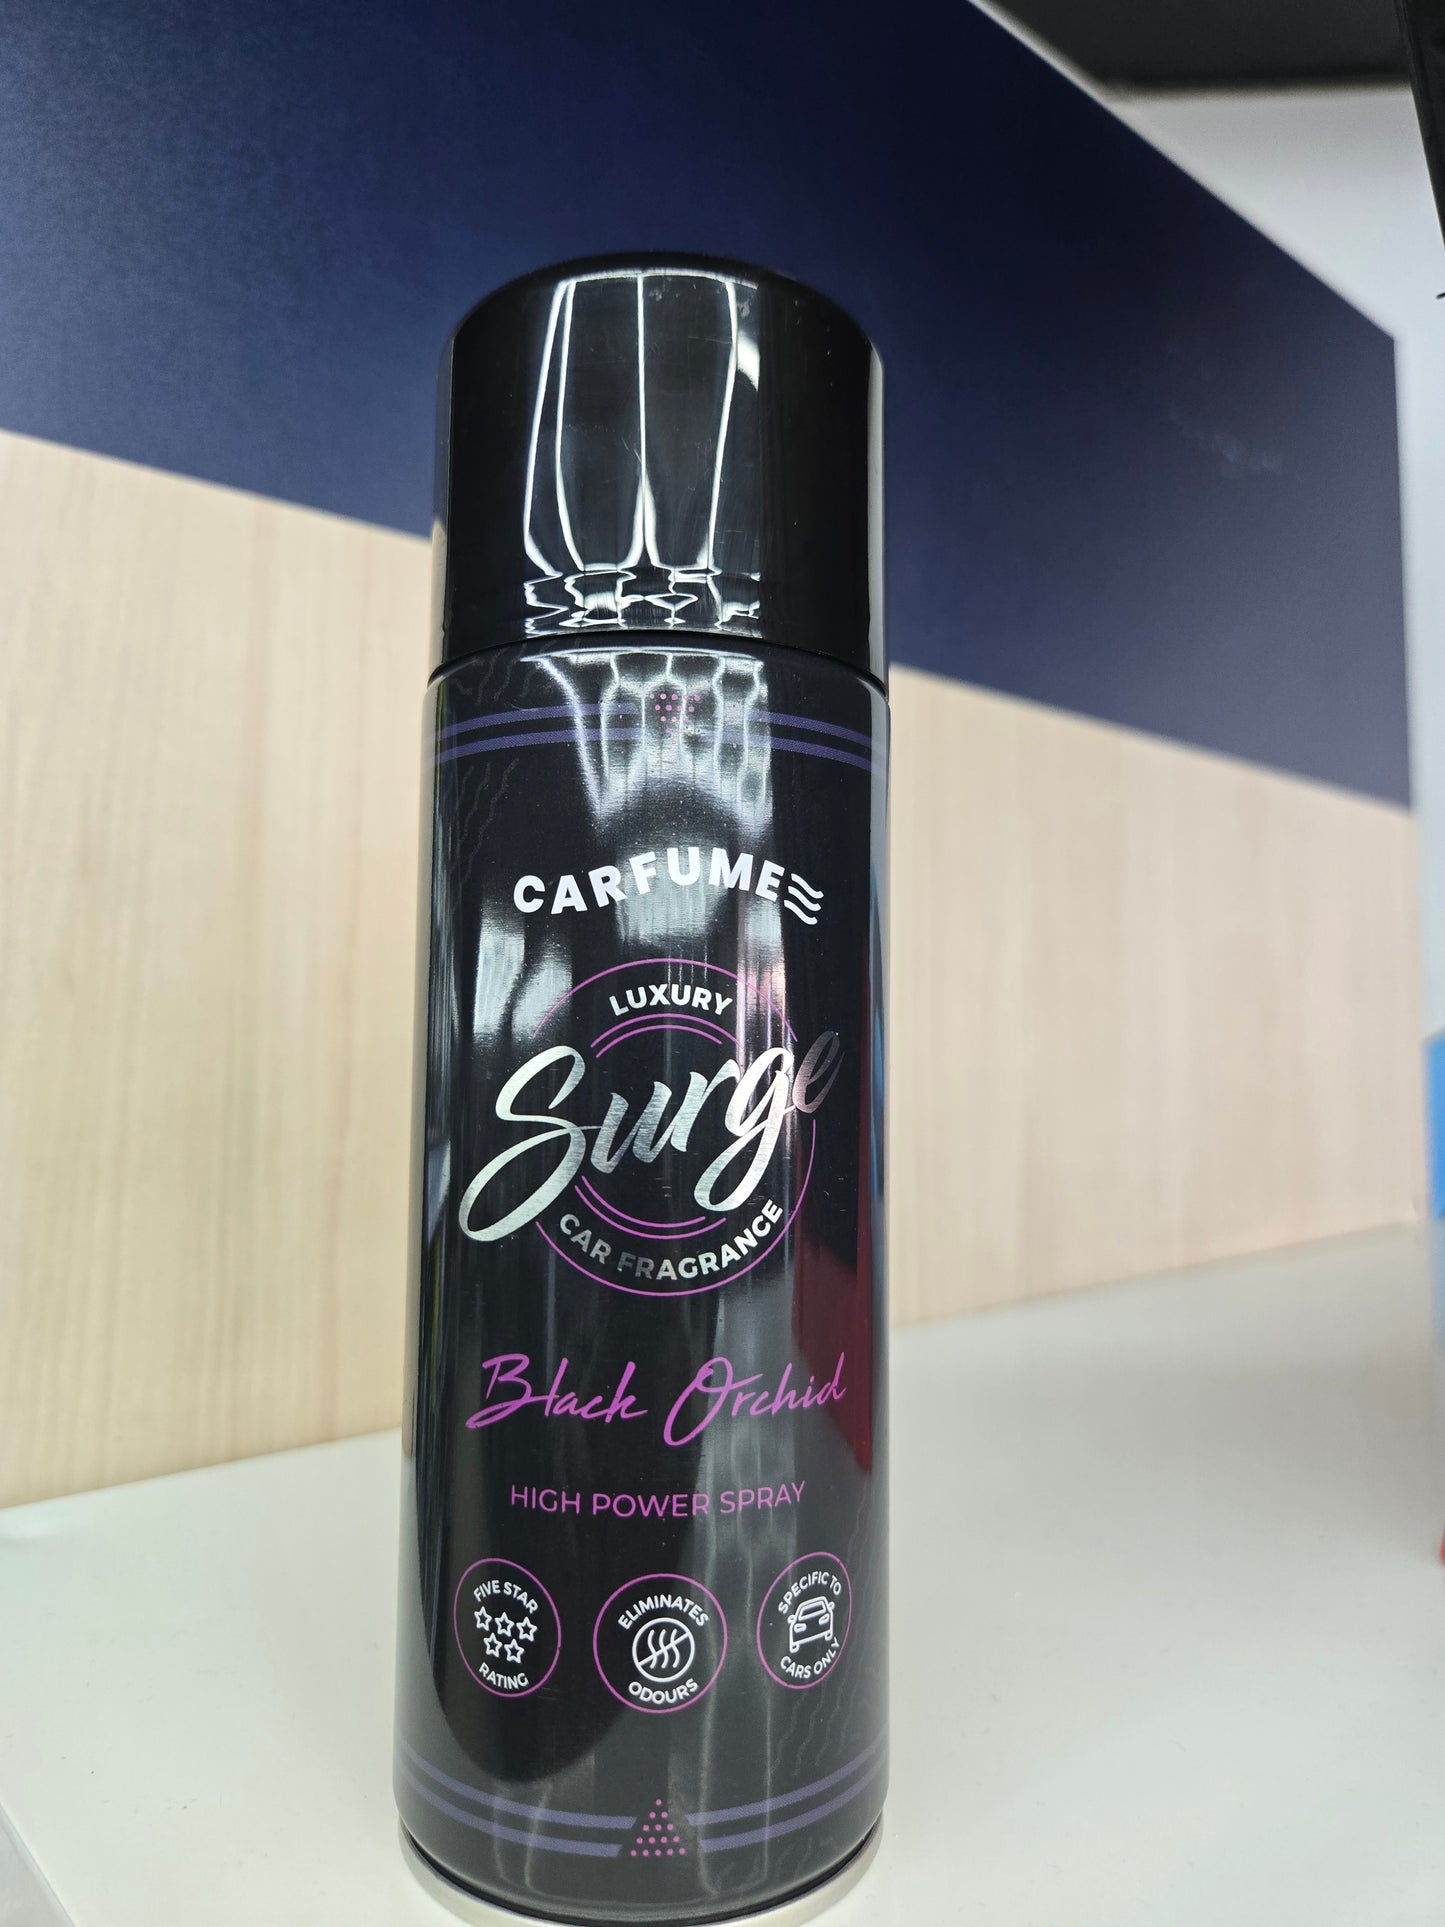 CARFUME
LUXURY
Surge
CAR FRAGRANCE
Black Orchid
HIGH POWER SPRAY
FIVE STAR
RATING
ELIMINATES
ODOURS
SPECIFIC TO
CARS ONLY